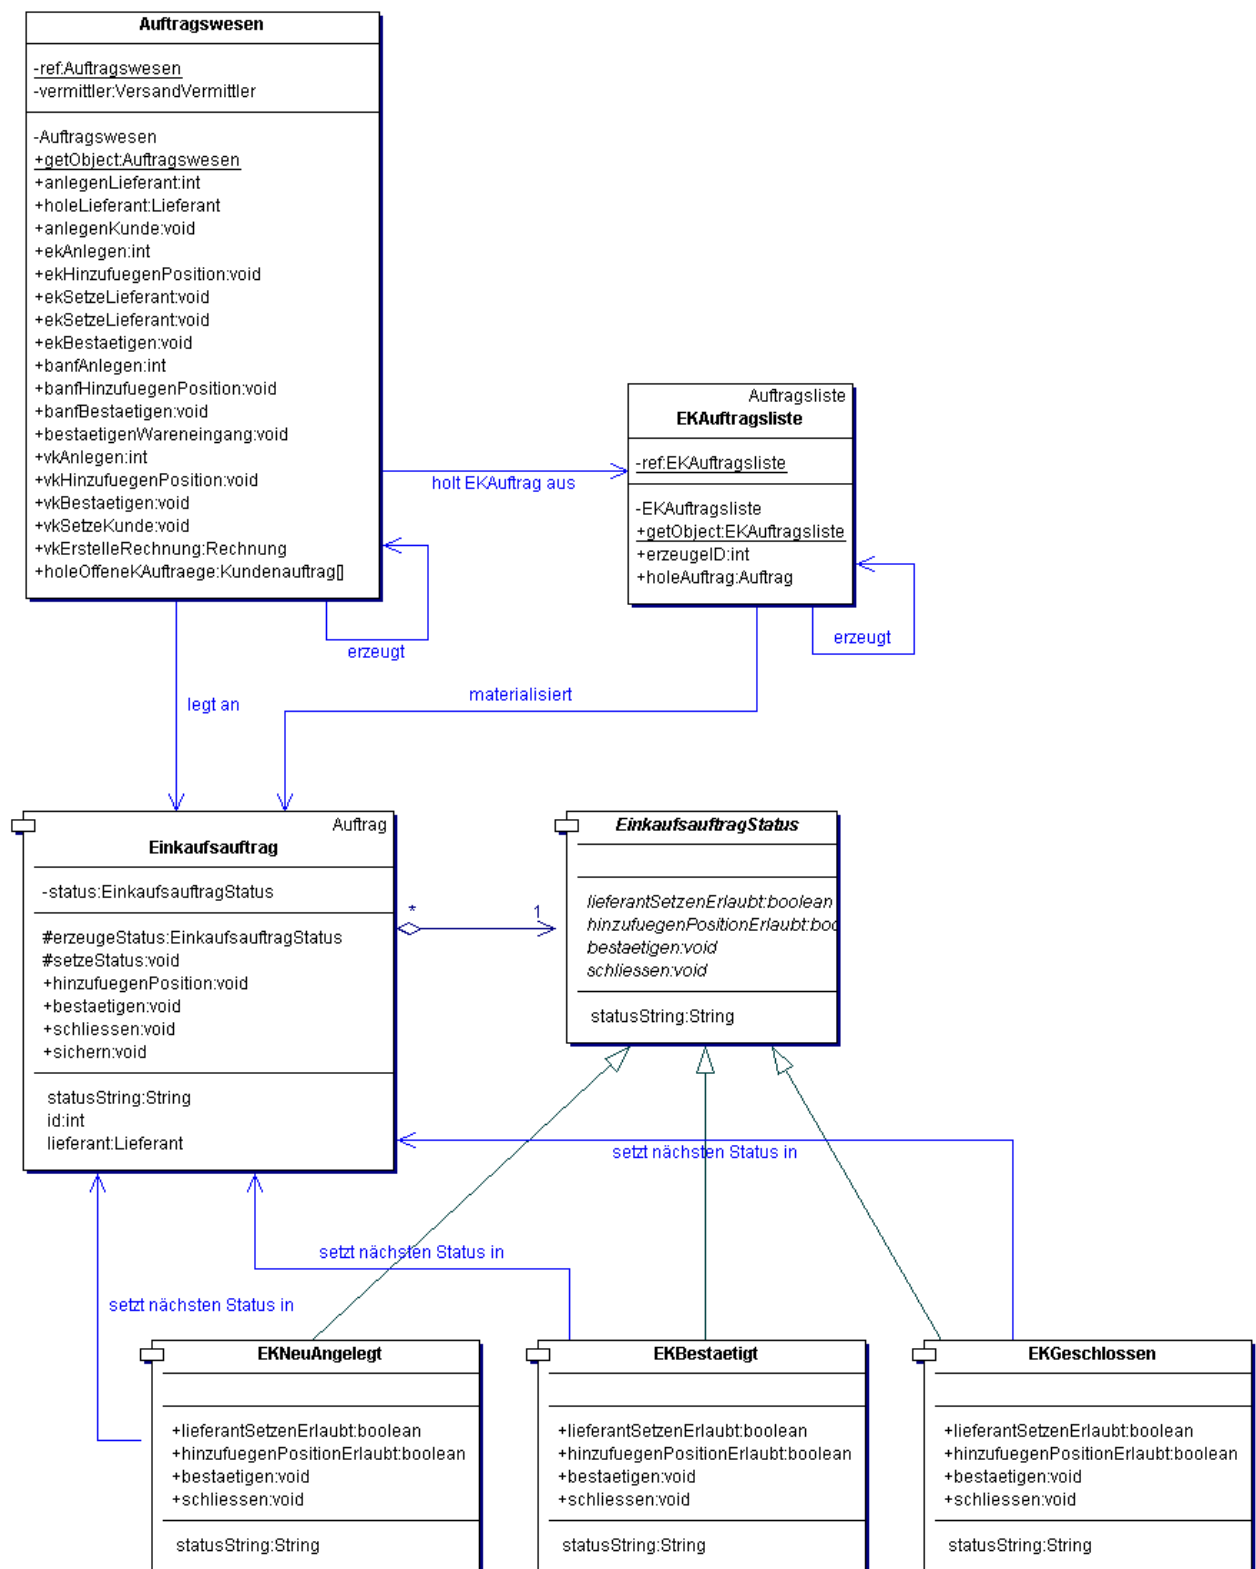 Auftragswesen
-ref:Auftragswesen
-vermittler:VersandVermittler
-Auftragswesen
+getObject:Auftragswesen
+anlegenLieferant:int
+holeLieferant:Lieferant
+anlegenKunde:void
+ekAnlegen:int
+ekHinzufuegenPosition:void
+ekSetzeLieferant:void
+ekSetzeLieferant:void
+ekBestaetigen:void
+banfAnlegen:int
+banfHinzufuegenPosition:void
+banfBestaetigen:void
+bestaetigenWareneingang:void
+vkAnlegen:int
+vkHinzufuegenPosition:void
+vkBestaetigen:void
+vkSetzeKunde:void
+vkErstelleRechnung:Rechnung
+holeOffeneKAuftraege:Kundenauftrag[]
holt EKAuftrag aus
Auftragsliste
EKAuftragsliste
-ref:EKAuftragsliste
-EKAuftragsliste
+getObject:EKAuftragsliste
+erzeugeID:int
+holeAuftrag:Auftrag
erzeugt
erzeugt
legt an
materialisiert
Auftrag
Einkaufsauftrag
-status:EinkaufsauftragStatus
#erzeugeStatus:EinkaufsauftragStatus
#setzeStatus:void
+hinzufuegenPosition:void
+bestaetigen:void
+schliessen:void
+sichern:void
statusString:String
id:int
lieferant:Lieferant
*
1
EinkaufsauftragStatus
lieferantSetzenErlaubt:boolean
hinzufuegenPositionErlaubt:boo
bestaetigen:void
schliessen:void
statusString:String
setzt nächsten Status in
setzt nächsten Status in
setzt nächsten Status in
EKNeuAngelegt
+lieferantSetzenErlaubt:boolean
+hinzufuegenPositionErlaubt:boolean
+bestaetigen:void
+schliessen:void
statusString:String
EKBestaetigt
+lieferantSetzenErlaubt:boolean
+hinzufuegenPositionErlaubt:boolean
+bestaetigen:void
+schliessen:void
statusString:String
EKGeschlossen
+lieferantSetzenErlaubt:boolean
+hinzufuegenPositionErlaubt:boolean
+bestaetigen:void
+schliessen:void
statusString:String